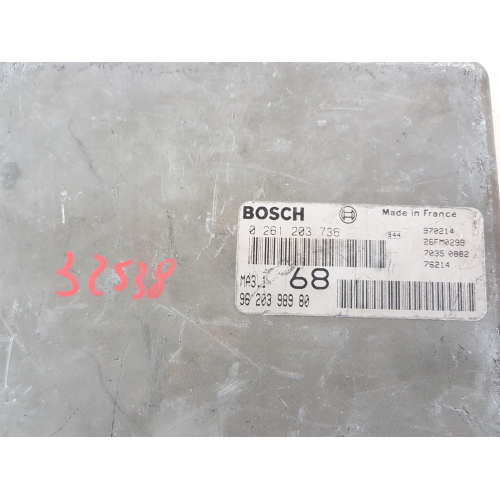 BOSCH Made in France
0 261 203 736 944 970214
26FM0298
7035 0882
76214
MA3.1 68
96 203 989 80
32538